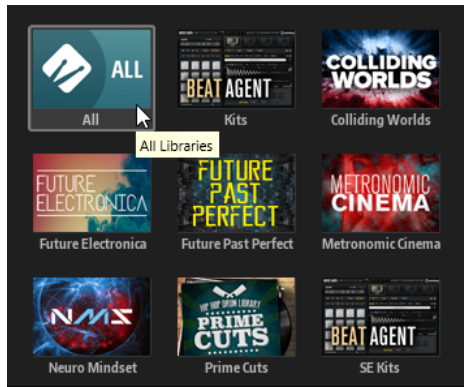 ALL
BEAT AGENT
COLLIDING
WORLDS
All
Kits
Colliding Worlds
All Libraries
FUTURE
ELECTRONICA
FUTURE
PAST
PERFECT
METRONOMIC
CINEMA
Future Electronica
Future Past Perfect
Metronomic Cinema
NMS
HIP HOP DRUM LIBRARY
PRIME
CUTS
BEAT AGENT
Neuro Mindset
Prime Cuts
SE Kits